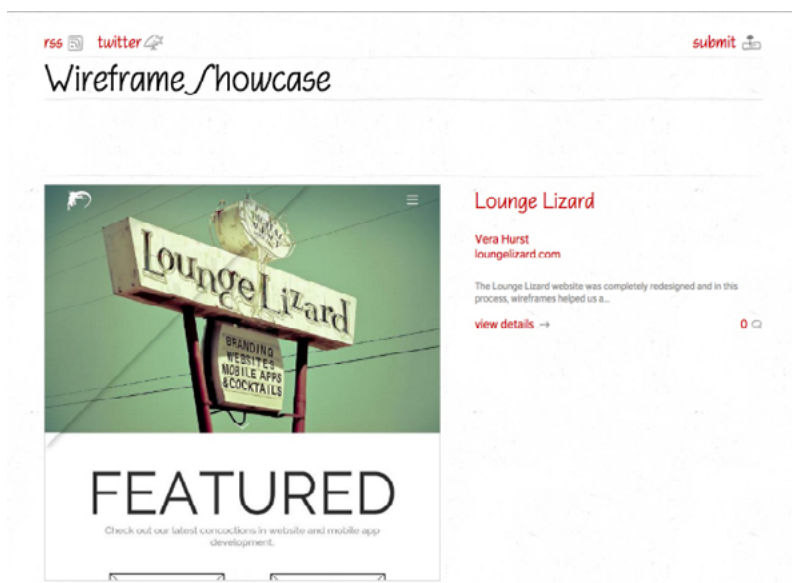 rss twitter submit
Wireframe Showcase
Lounge Lizard
BRANDING
WEBSITES
MOBILE APPS
& COCKTAILS
FEATURED
Check out our latest concoctions in website and mobile app
development.
Lounge Lizard
Vera Hurst
loungelizard.com
The Lounge Lizard website was completely redesigned and in this
process, wireframes helped us a...
view details → 0